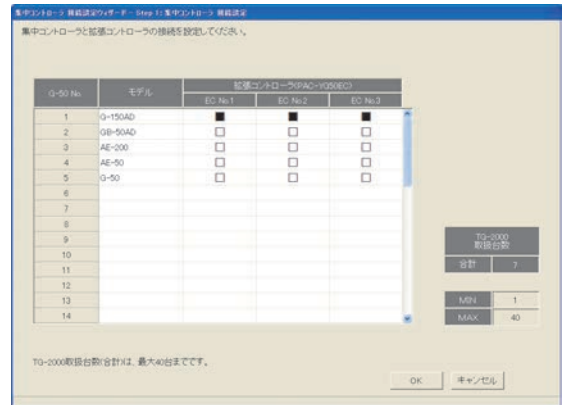 集中コントローラ 接続設定ウィザード - Step 1: 集中コントローラ 接続設定
集中コントローラと拡張コントローラの接続を設定してください。
G-50 No. モデル 拡張コントローラ(PAC-YG50EC)
EC No.1 EC No.2 EC No.3
1 G-150AD
2 GB-50AD
3 AE-200
4 AE-50
5 G-50
6
7
8
9
10
11
12
13
14
TG-2000
取扱台数
合計 7
MIN 1
MAX 40
TG-2000取扱台数(合計)は、最大40台までです。
OK キャンセル